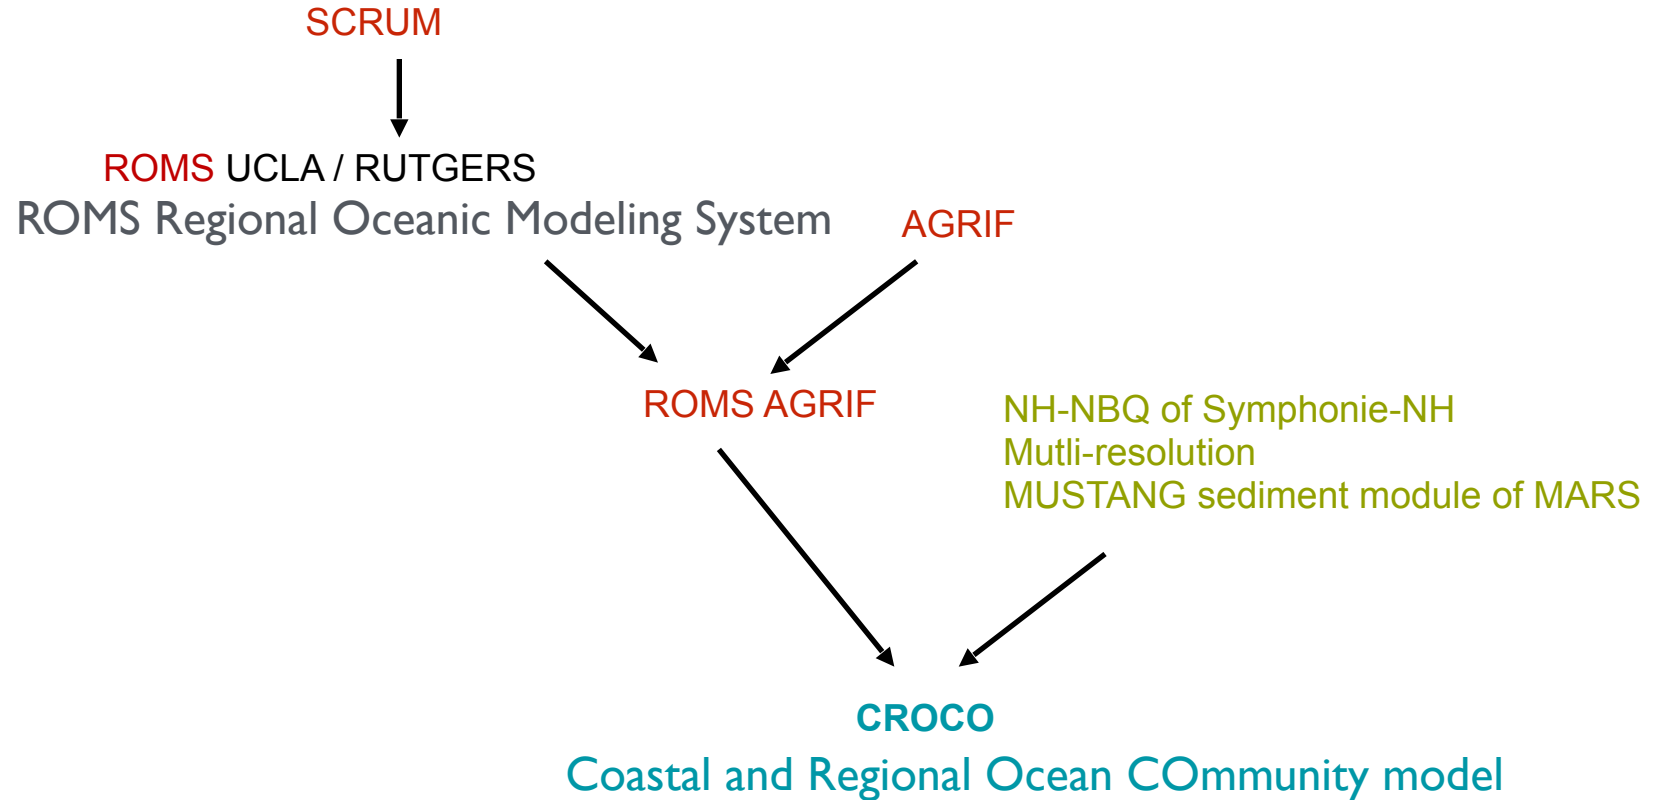 SCRUM
ROMS UCLA / RUTGERS
ROMS Regional Oceanic Modeling System
AGRIF
ROMS AGRIF
NH-NBQ of Symphonie-NH
Mutli-resolution
MUSTANG sediment module of MARS
CROCO
Coastal and Regional Ocean COmmunity model